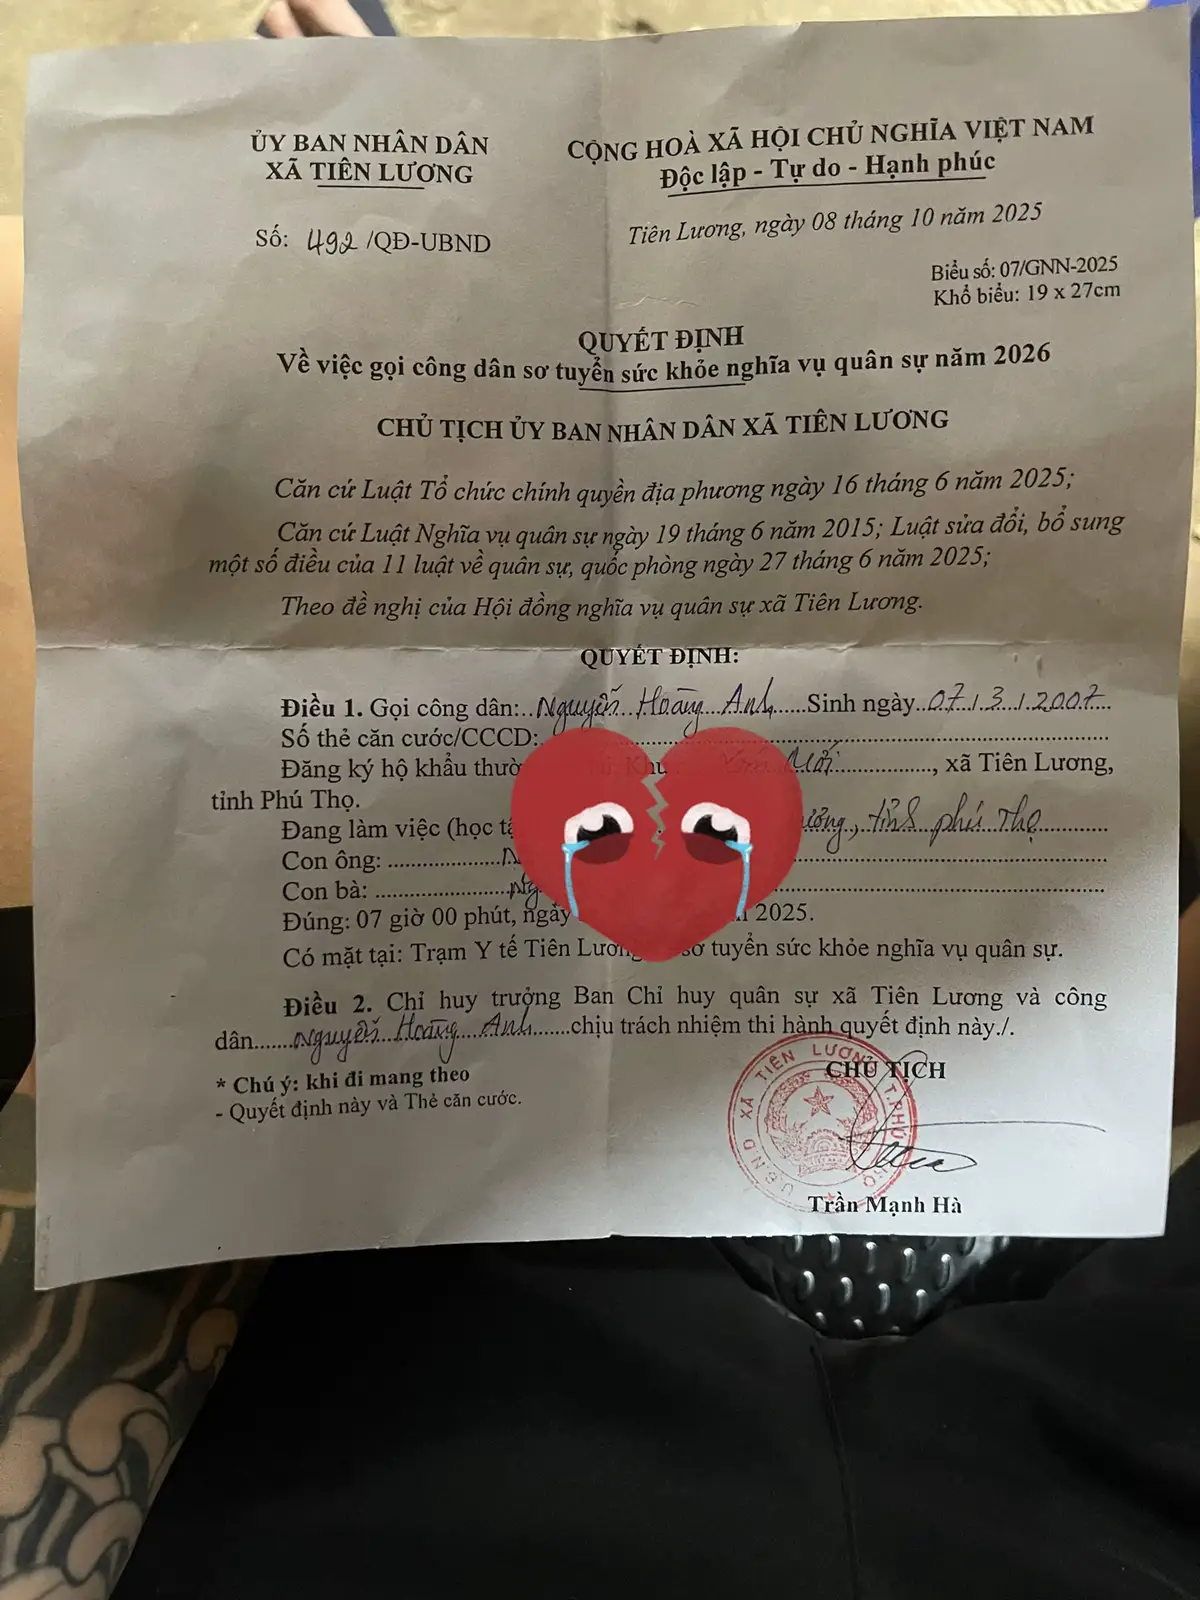 ỦY BAN NHÂN DÂN
XÃ TIÊN LƯƠNG
CỘNG HOÀ XÃ HỘI CHỦ NGHĨA VIỆT NAM
Độc lập - Tự do - Hạnh phúc
Số: 492/QĐ-UBND
Tiên Lương, ngày 08 tháng 10 năm 2025
Biểu số: 07/GNN-2025
Khổ biểu: 19 x 27cm
QUYẾT ĐỊNH
Về việc gọi công dân sơ tuyển sức khỏe nghĩa vụ quân sự năm 2026
CHỦ TỊCH ỦY BAN NHÂN DÂN XÃ TIÊN LƯƠNG
Căn cứ Luật Tổ chức chính quyền địa phương ngày 16 tháng 6 năm 2025;
Căn cứ Luật Nghĩa vụ quân sự ngày 19 tháng 6 năm 2015; Luật sửa đổi, bổ sung
một số điều của 11 luật về quân sự, quốc phòng ngày 27 tháng 6 năm 2025;
Theo đề nghị của Hội đồng nghĩa vụ quân sự xã Tiên Lương.
QUYẾT ĐỊNH:
Điều 1. Gọi công dân: Nguyễn Hoàng Anh Sinh ngày 07/3/2007
Số thẻ căn cước/CCCD:
Đăng ký hộ khẩu Khu , xã Tiên Lương,
tỉnh Phú Thọ.
Đang làm việc tỉnh phú Thọ
Con ông:
Con bà:
Đúng: 07 giờ 00 phút, ngày 2025.
Có mặt tại: Trạm Y tế Tiên Lương sơ tuyển sức khỏe nghĩa vụ quân sự.
Điều 2. Chỉ huy trưởng Ban Chỉ huy quân sự xã Tiên Lương và công
dân Nguyễn Hoàng Anh chịu trách nhiệm thi hành quyết định này./.
* Chú ý: khi đi mang theo
- Quyết định này và Thẻ căn cước.
CHỦ TỊCH
U.B.N.D XÃ TIÊN LƯƠNG T.PHÚ THỌ
Trần Mạnh Hà